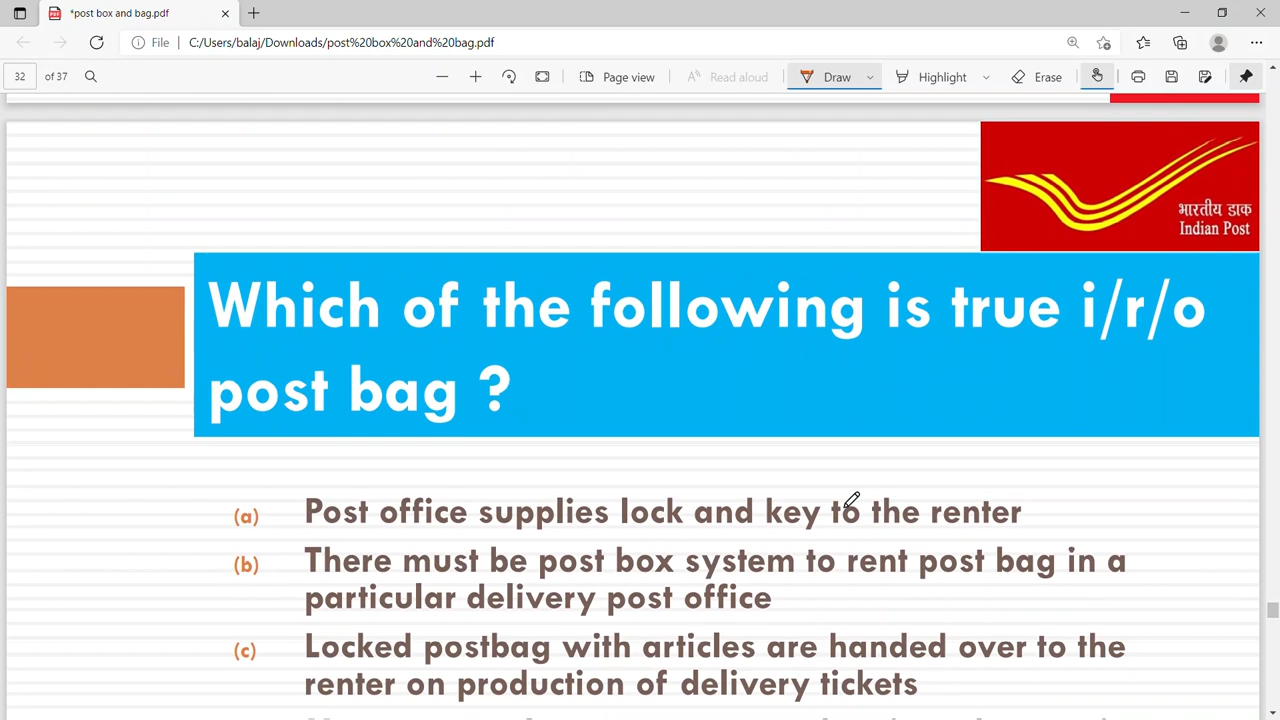 *post box and bag.pdf
File C:/Users/balaj/Downloads/post%20box%20and%20bag.pdf
32 of 37 Page view Read aloud Draw Highlight Erase
भारतीय डाक
Indian Post
Which of the following is true i/r/o
post bag ?
(a) Post office supplies lock and key to the renter
(b) There must be post box system to rent post bag in a
particular delivery post office
(c) Locked postbag with articles are handed over to the
renter on production of delivery tickets